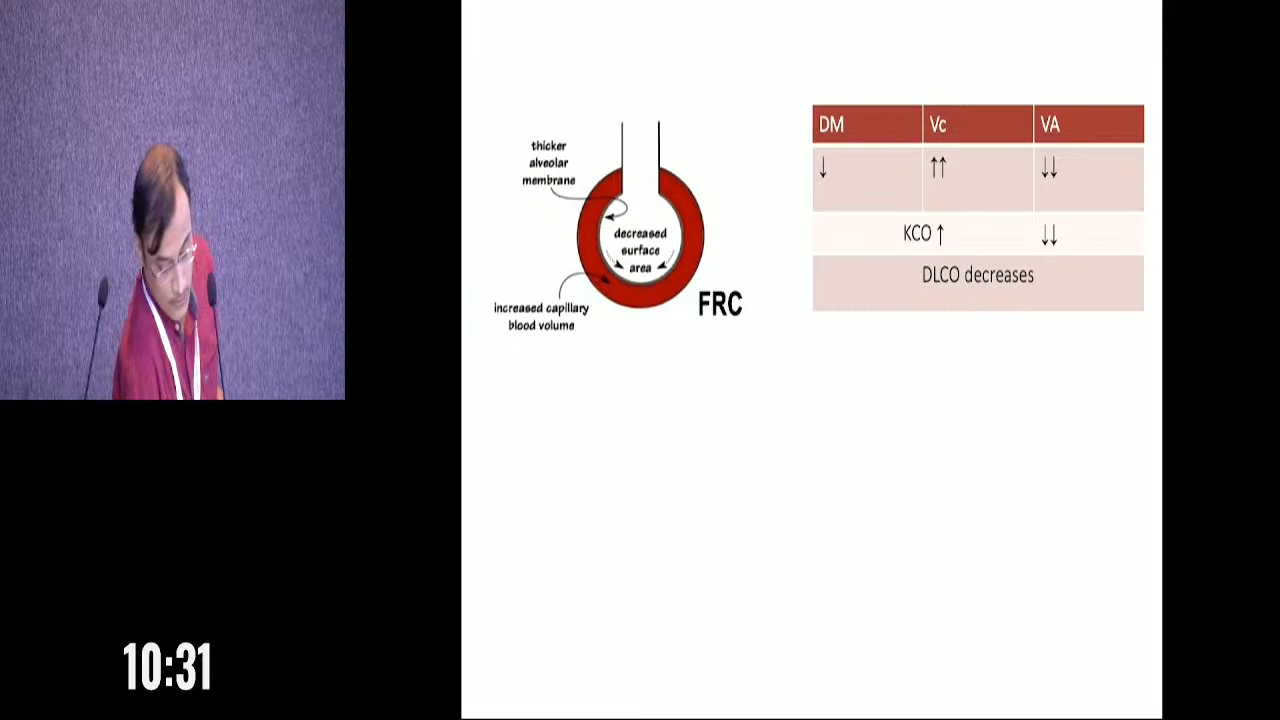 thicker
alveolar
membrane
decreased
surface
area
increased capillary
blood volume
FRC
DM Vc VA
↓ ↑↑ ↓↓
KCO ↑ ↓↓
DLCO decreases
10:31